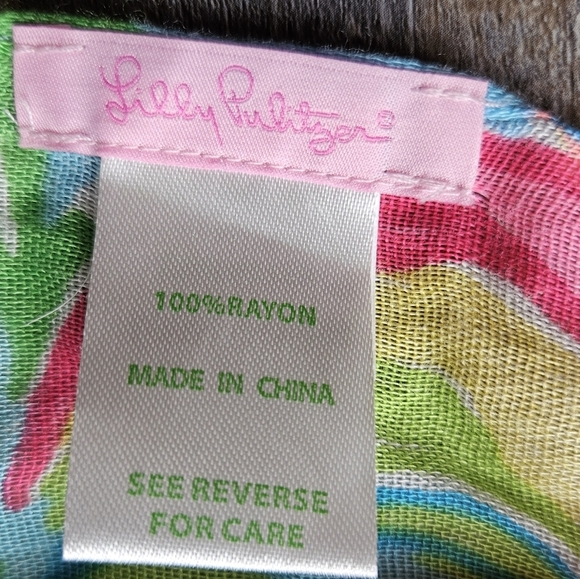 Lilly Pulitzer®
100%RAYON
MADE IN CHINA
SEE REVERSE
FOR CARE